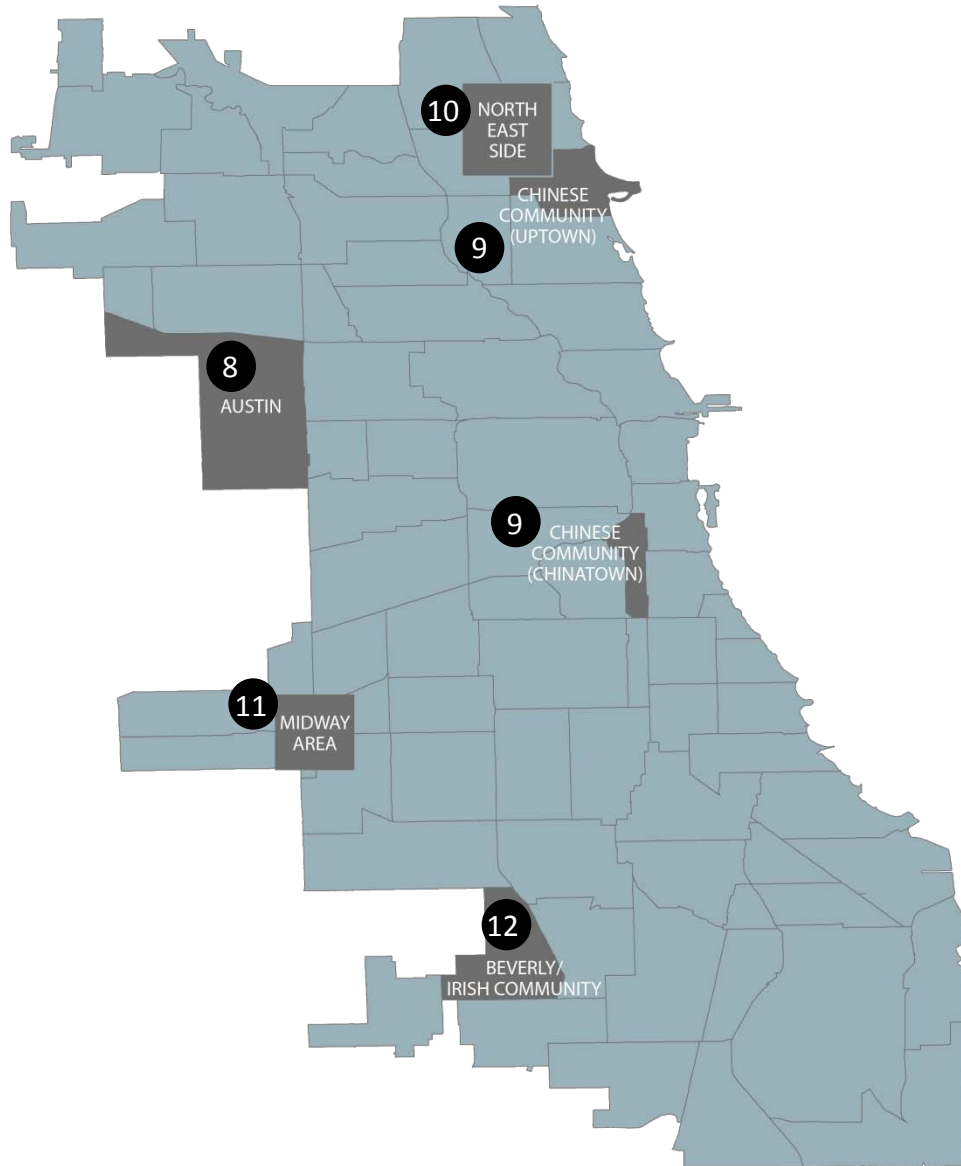 10
NORTH
EAST
SIDE
CHINESE
COMMUNITY
(UPTOWN)
9
8
AUSTIN
9
CHINESE
COMMUNITY
(CHINATOWN)
11
MIDWAY
AREA
12
BEVERLY/
IRISH COMMUNITY